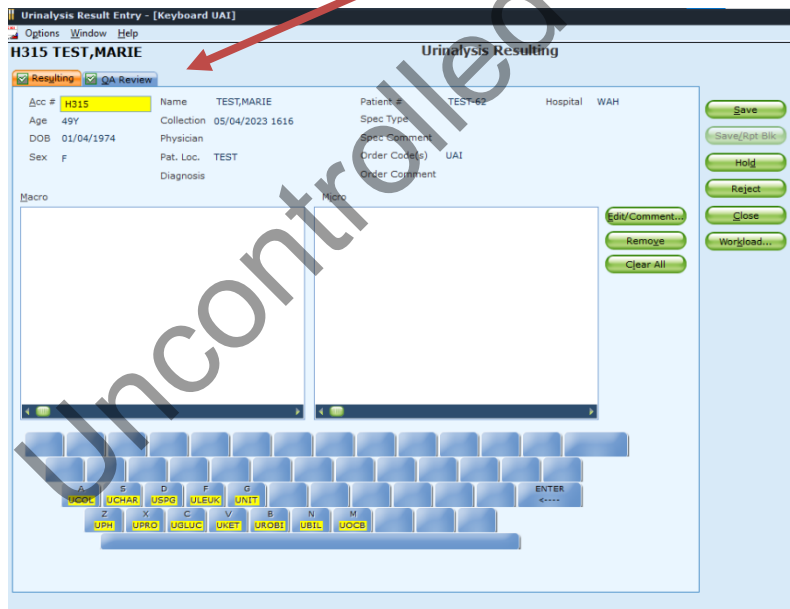 Urinalysis Result Entry - [Keyboard UAI]
Options Window Help
H315 TEST,MARIE Urinalysis Resulting
Resulting QA Review
Acc # H315 Name TEST,MARIE Patient # TEST-62 Hospital WAH
Age 49Y Collection 05/04/2023 1616 Spec Type
DOB 01/04/1974 Physician Spec Comment
Sex F Pat. Loc. TEST Order Code(s) UAI
Diagnosis Order Comment
Save
Save/Rpt Blk
Hold
Reject
Close
Workload...
Macro Micro
Edit/Comment...
Remove
Clear All
A S D F G ENTER
UCOL UCHAR USPG ULEUK UNIT <----
Z X C V B N M
UPH UPRO UGLUC UKET UROBI UBIL UOCB
Uncontrolled